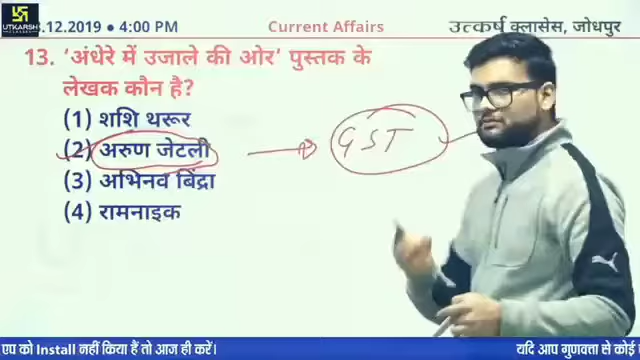 UTKARSH
CLASSES
.12.2019 ● 4:00 PM Current Affairs उत्कर्ष क्लासेस, जोधपुर
13. ‘अंधेरे में उजाले की ओर’ पुस्तक के
लेखक कौन है?
(1) शशि थरूर
(2) अरुण जेटली
GST
(3) अभिनव बिंद्रा
(4) रामनाइक
एप को Install नहीं किया हैं तो आज ही करें। यदि आप गुणवत्ता से कोई